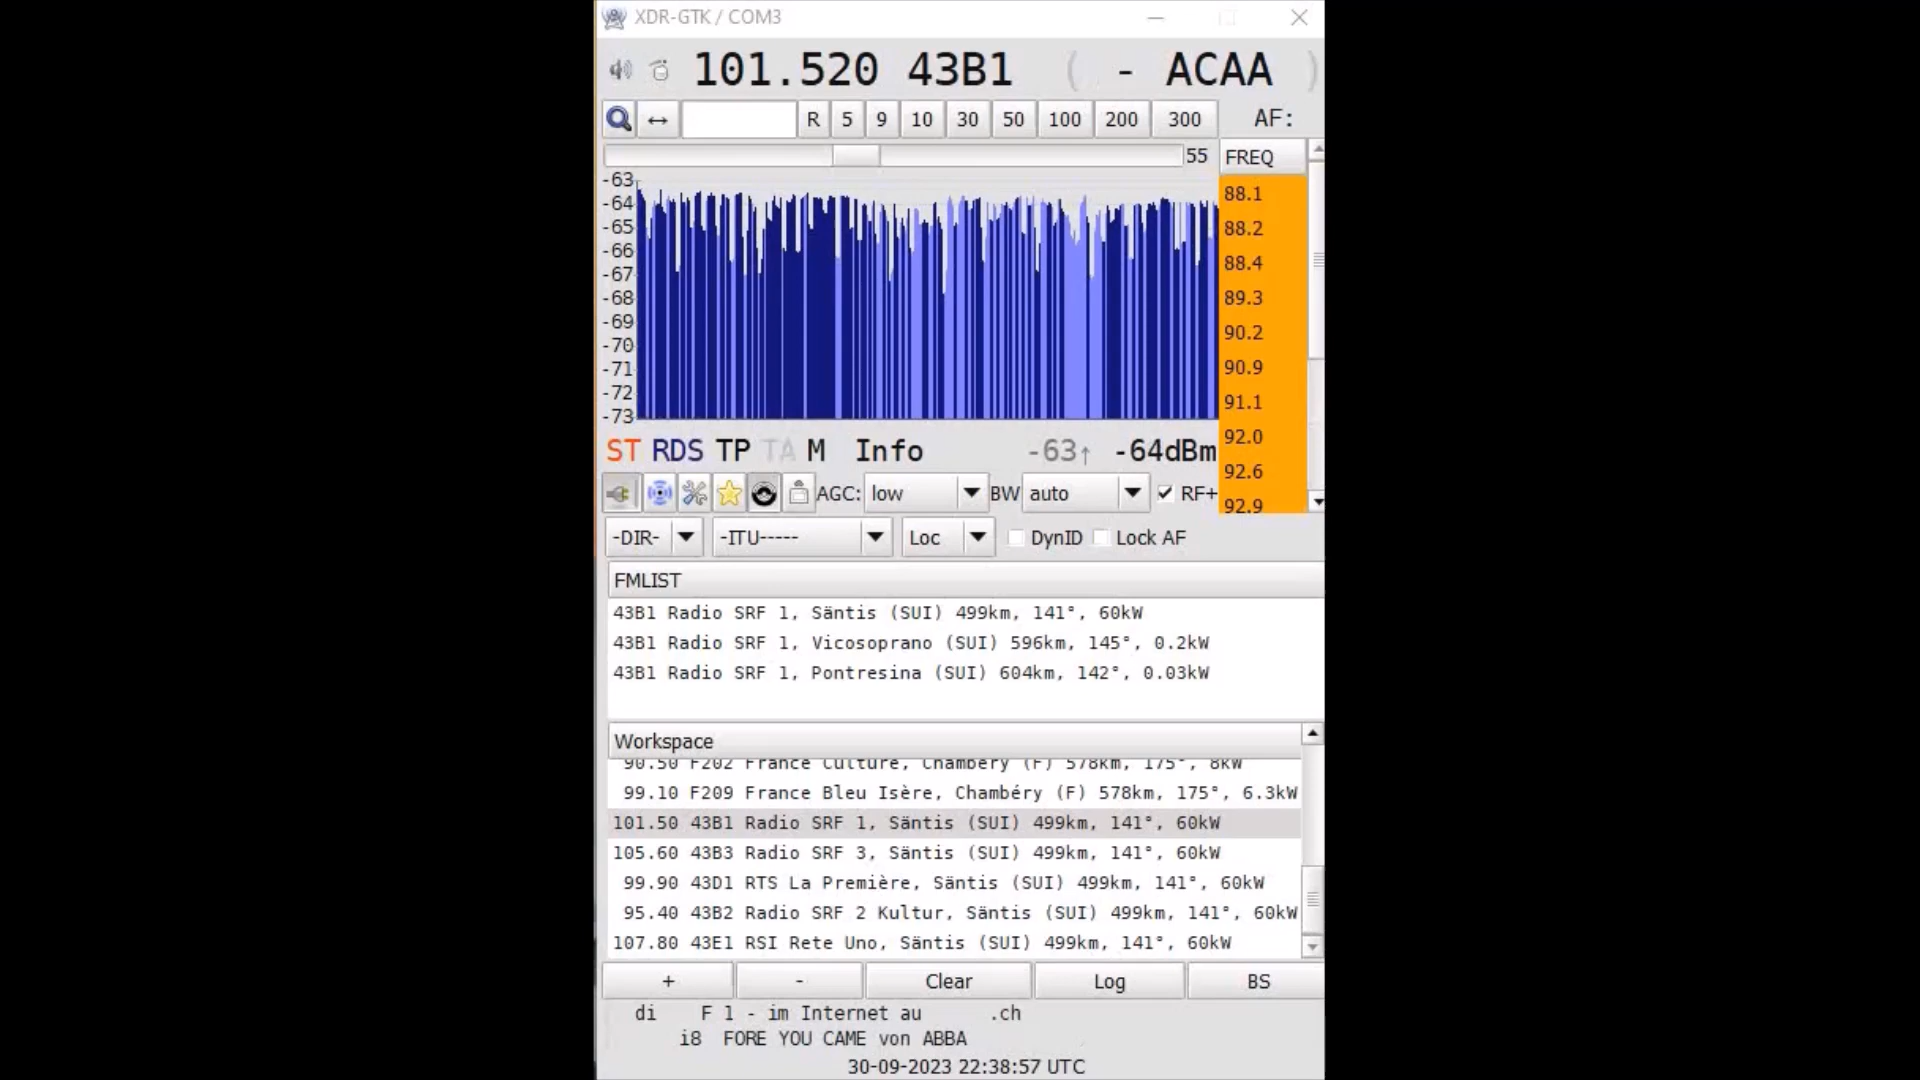 XDR-GTK / COM3
101.520 43B1 ( - ACAA )
R 5 9 10 30 50 100 200 300 AF:
55 FREQ
-63
-64
-65
-66
-67
-68
-69
-70
-71
-72
-73
88.1
88.2
88.4
89.3
90.2
90.9
91.1
92.0
92.6
92.9
ST RDS TP TA M Info -63↑ -64dBm
AGC: low BW auto RF+
-DIR- -ITU----- Loc DynID Lock AF
FMLIST
43B1 Radio SRF 1, Säntis (SUI) 499km, 141°, 60kW
43B1 Radio SRF 1, Vicosoprano (SUI) 596km, 145°, 0.2kW
43B1 Radio SRF 1, Pontresina (SUI) 604km, 142°, 0.03kW
Workspace
90.50 F202 France Culture, Chambéry (F) 578km, 175°, 8kW
99.10 F209 France Bleu Isère, Chambéry (F) 578km, 175°, 6.3kW
101.50 43B1 Radio SRF 1, Säntis (SUI) 499km, 141°, 60kW
105.60 43B3 Radio SRF 3, Säntis (SUI) 499km, 141°, 60kW
99.90 43D1 RTS La Première, Säntis (SUI) 499km, 141°, 60kW
95.40 43B2 Radio SRF 2 Kultur, Säntis (SUI) 499km, 141°, 60kW
107.80 43E1 RSI Rete Uno, Säntis (SUI) 499km, 141°, 60kW
+ - Clear Log BS
di F 1 - im Internet au .ch
i8 FORE YOU CAME von ABBA
30-09-2023 22:38:57 UTC